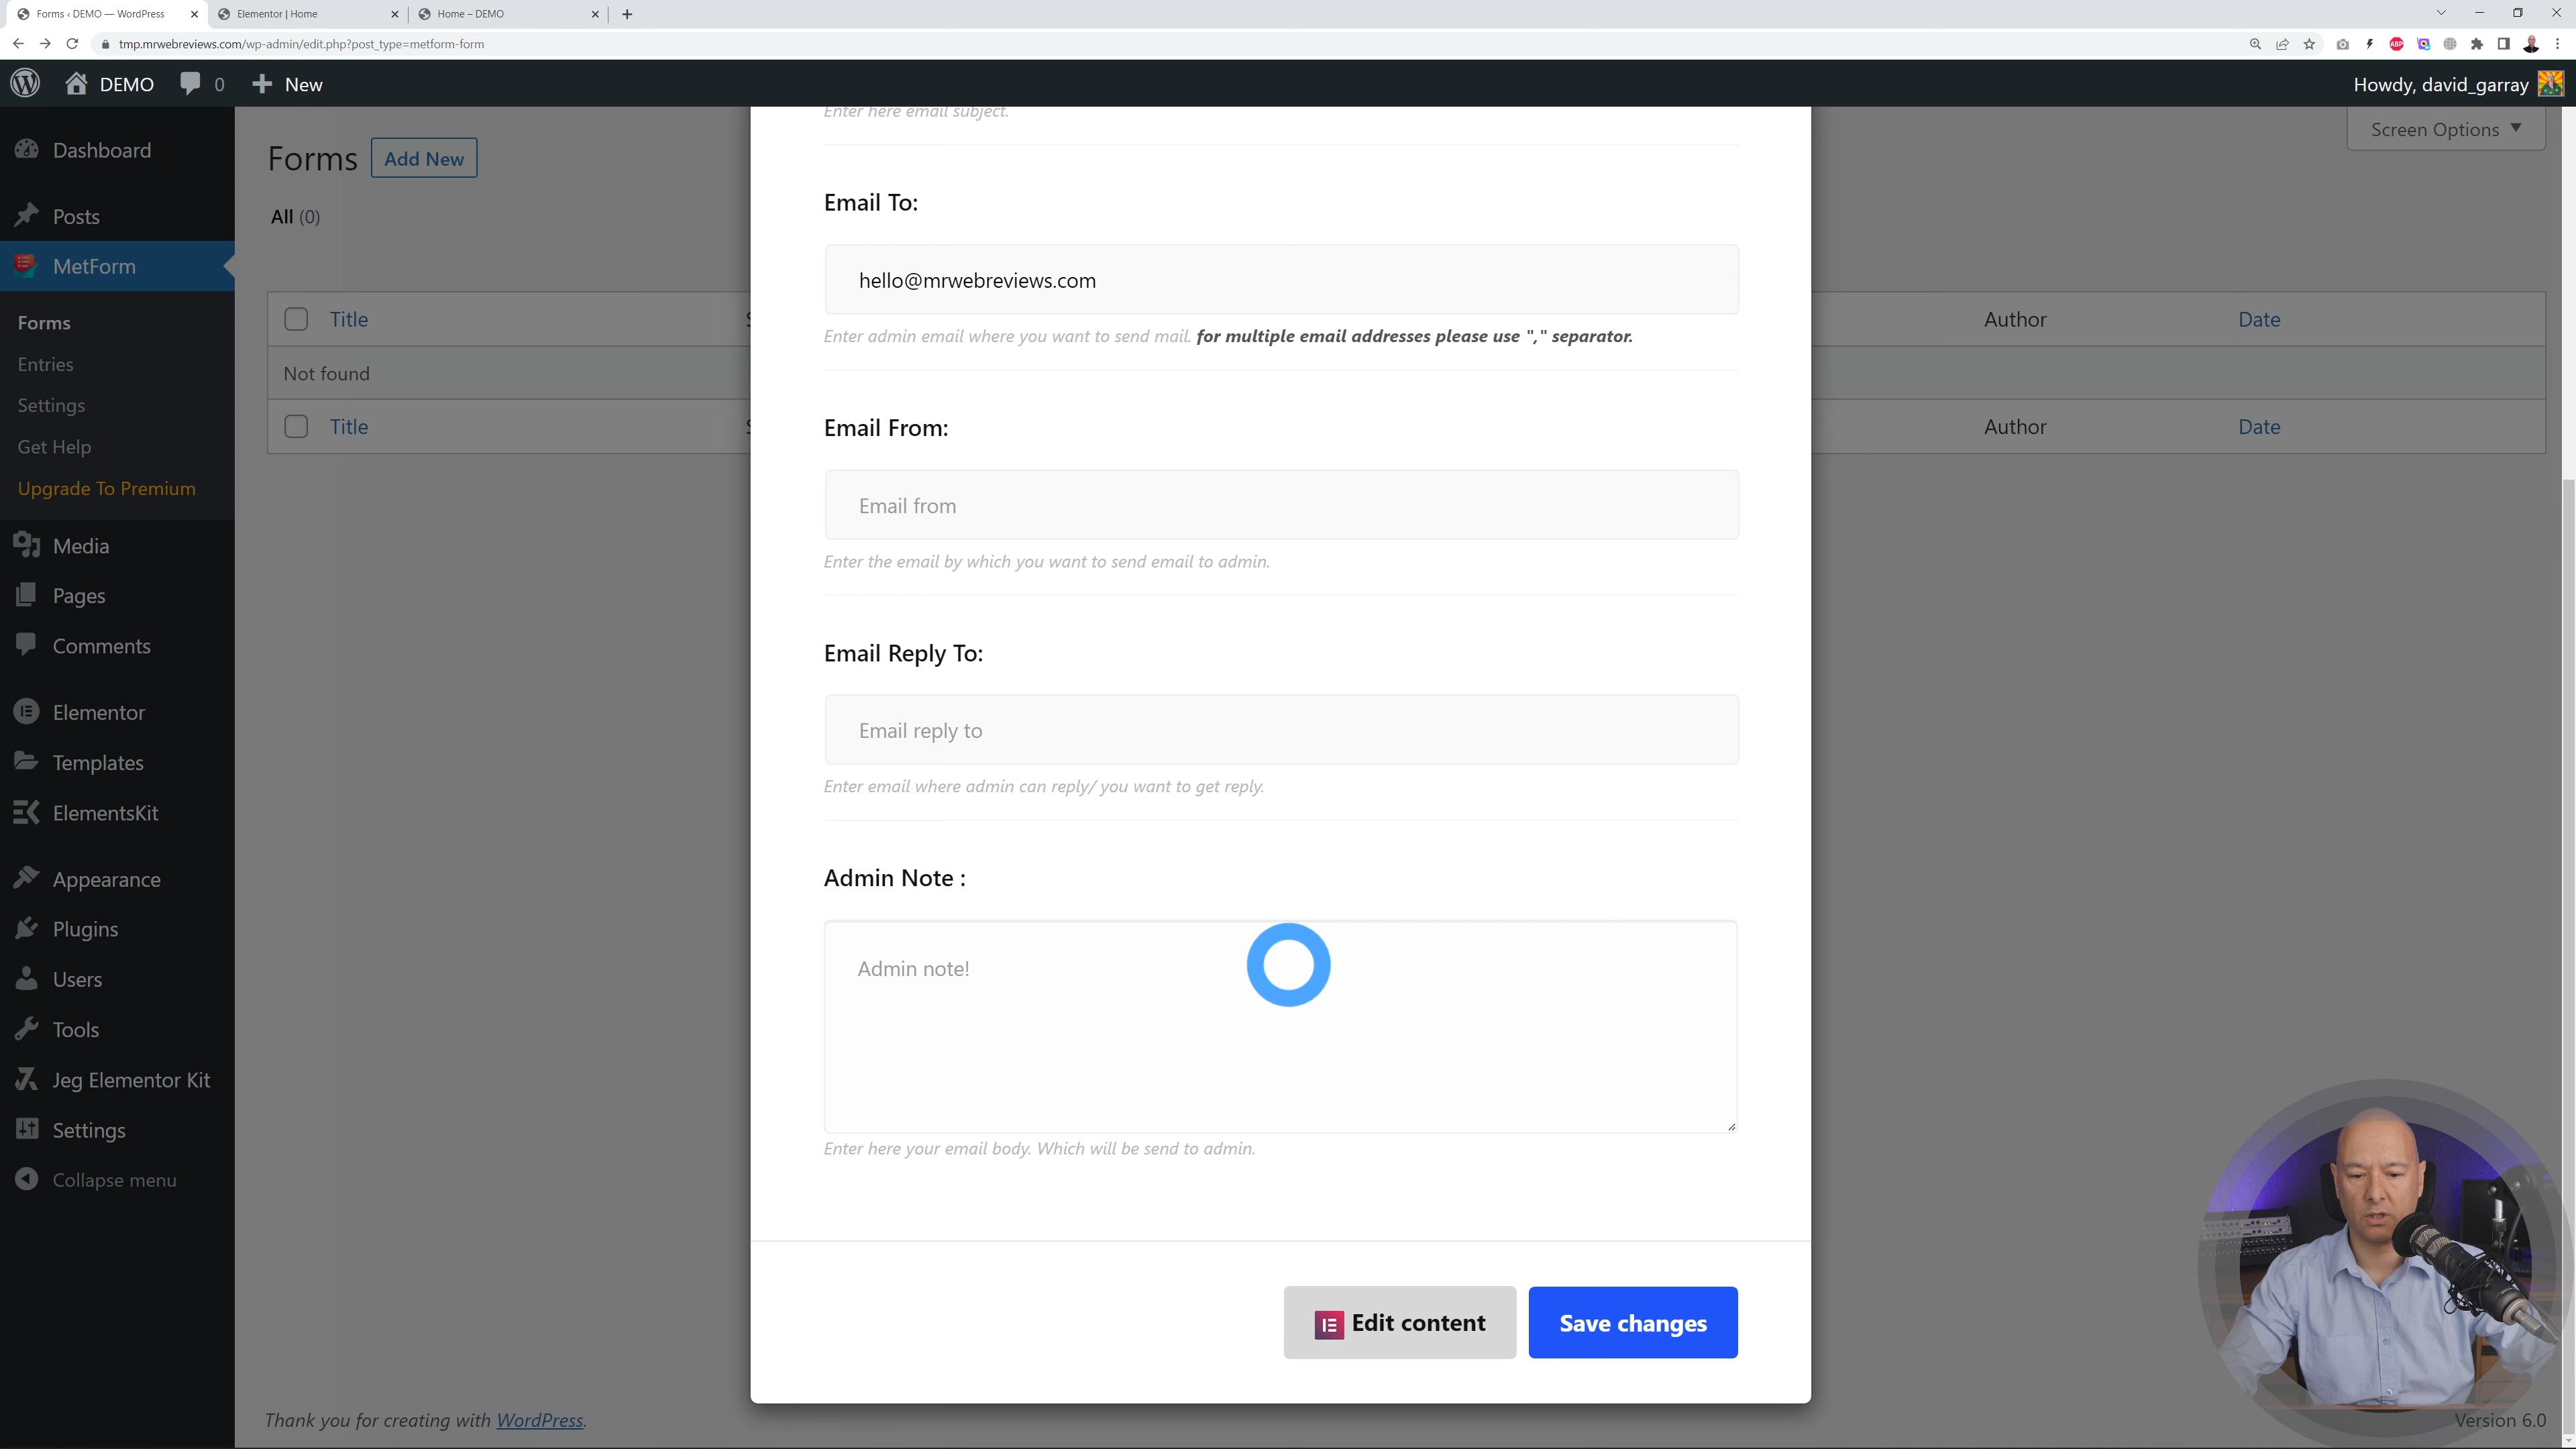 Forms ‹ DEMO — WordPress
Elementor | Home
Home – DEMO
tmp.mrwebreviews.com/wp-admin/edit.php?post_type=metform-form
ABP
DEMO
0
New
Howdy, david_garray
Dashboard
Posts
MetForm
Forms
Entries
Settings
Get Help
Upgrade To Premium
Media
Pages
Comments
Elementor
Templates
ElementsKit
Appearance
Plugins
Users
Tools
Jeg Elementor Kit
Settings
Collapse menu
Forms
Add New
Screen Options
All (0)
Title
Author
Date
Not found
Title
Author
Date
Enter here email subject.
Email To:
hello@mrwebreviews.com
Enter admin email where you want to send mail. for multiple email addresses please use "," separator.
Email From:
Email from
Enter the email by which you want to send email to admin.
Email Reply To:
Email reply to
Enter email where admin can reply/ you want to get reply.
Admin Note :
Admin note!
Enter here your email body. Which will be send to admin.
Edit content
Save changes
Thank you for creating with WordPress.
Version 6.0